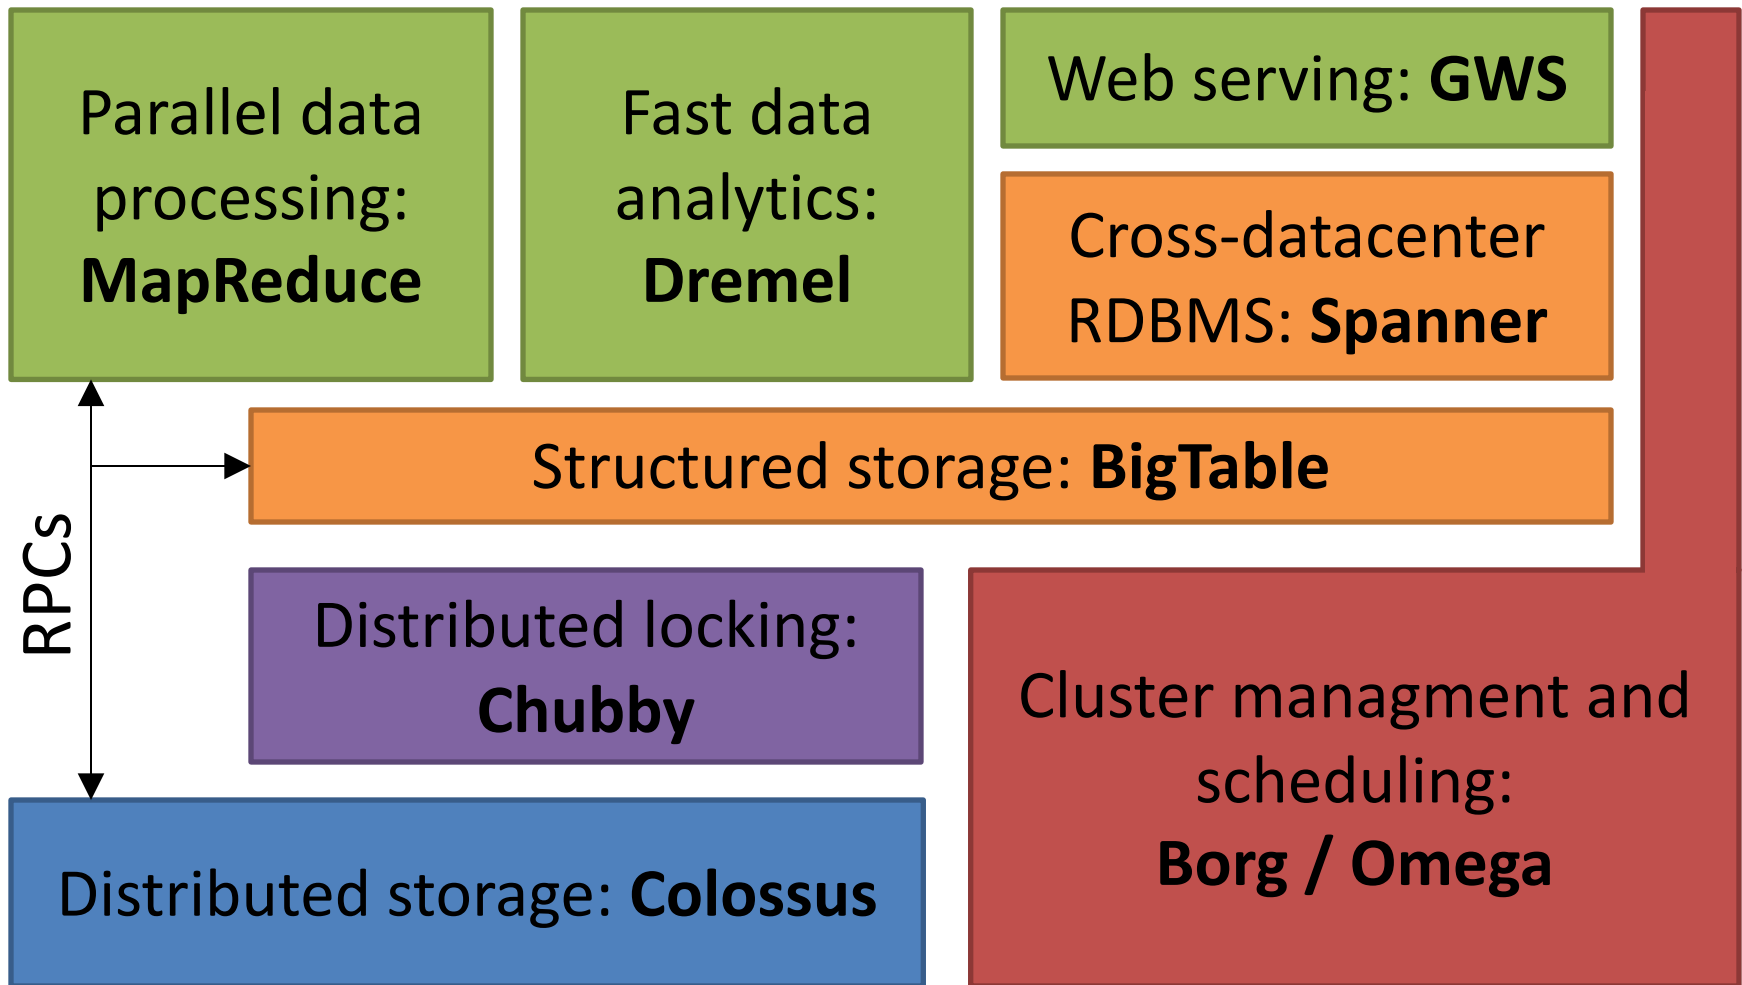 Parallel data
processing:
MapReduce
Fast data
analytics:
Dremel
Web serving: GWS
Cross-datacenter
RDBMS: Spanner
Structured storage: BigTable
RPCs
Distributed locking:
Chubby
Cluster managment and
scheduling:
Borg / Omega
Distributed storage: Colossus